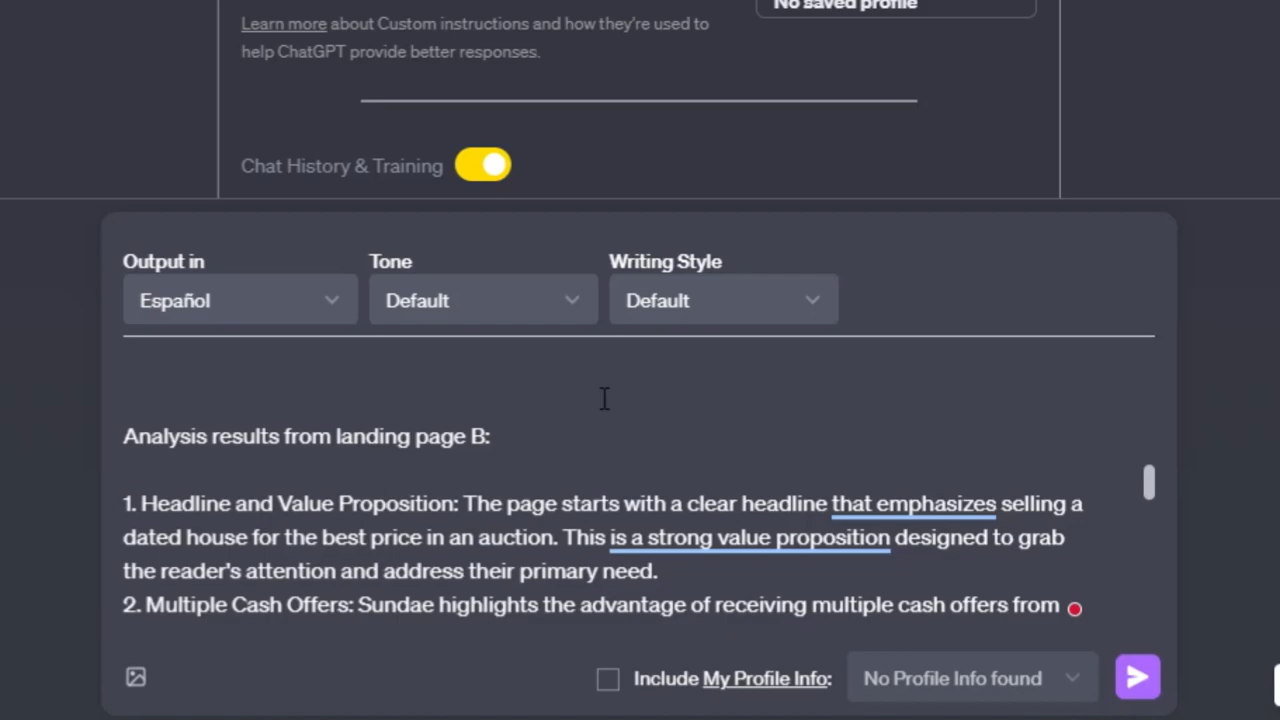 No saved profile
Learn more about Custom instructions and how they're used to
help ChatGPT provide better responses.
Chat History & Training
Output in Tone Writing Style
Español Default Default
Analysis results from landing page B:
1. Headline and Value Proposition: The page starts with a clear headline that emphasizes selling a
dated house for the best price in an auction. This is a strong value proposition designed to grab
the reader's attention and address their primary need.
2. Multiple Cash Offers: Sundae highlights the advantage of receiving multiple cash offers from
Include My Profile Info: No Profile Info found